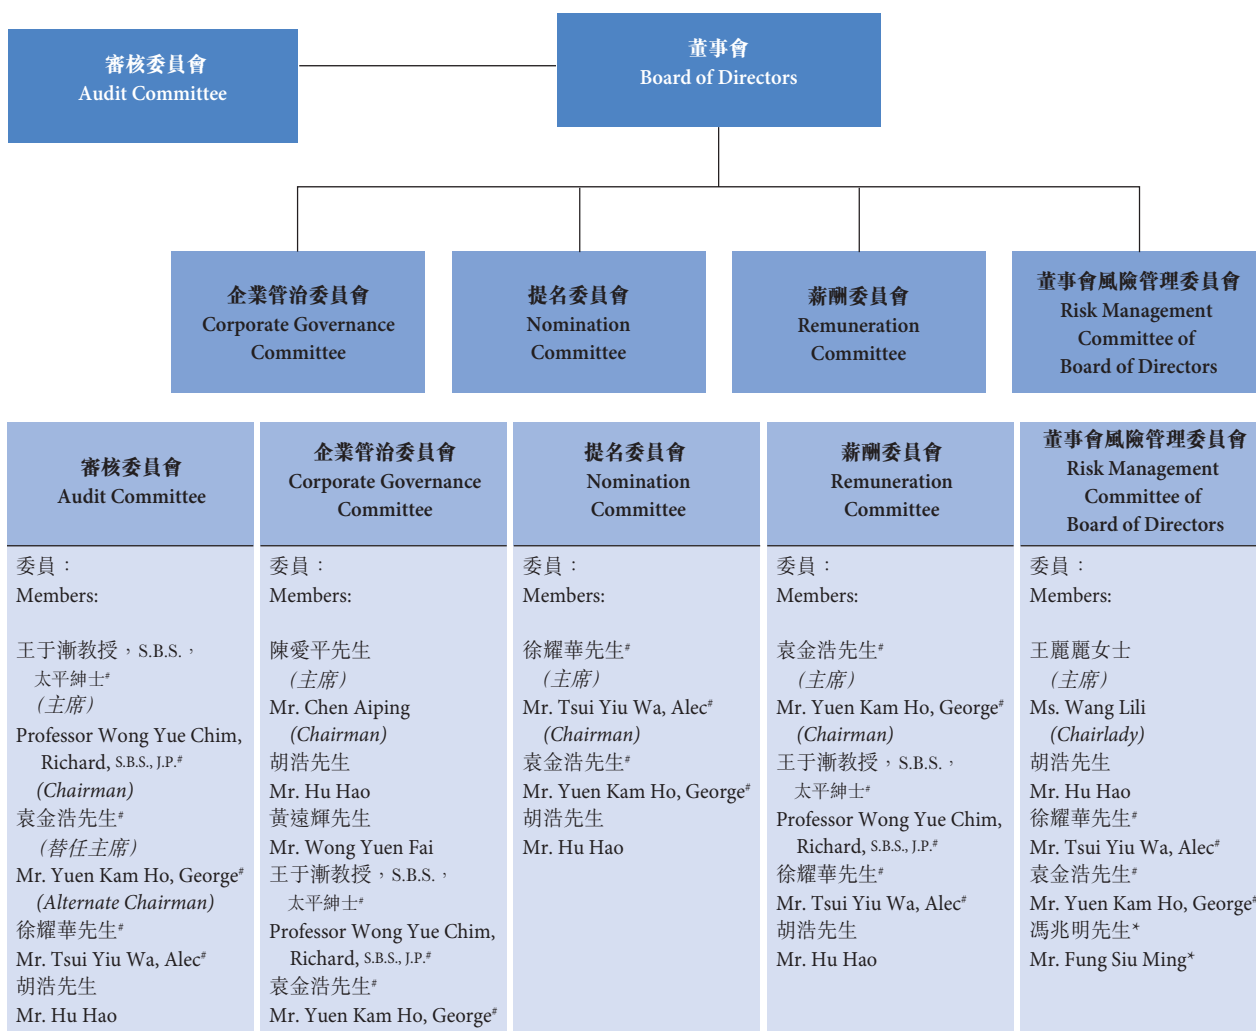 審核委員會
Audit Committee
董事會
Board of Directors
企業管治委員會
Corporate Governance
Committee
提名委員會
Nomination
Committee
薪酬委員會
Remuneration
Committee
董事會風險管理委員會
Risk Management
Committee of
Board of Directors
審核委員會
Audit Committee
委員：
Members:
王于漸教授，S.B.S.，
太平紳士#
（主席）
Professor Wong Yue Chim,
Richard, S.B.S., J.P.#
(Chairman)
袁金浩先生#
（替任主席）
Mr. Yuen Kam Ho, George#
(Alternate Chairman)
徐耀華先生#
Mr. Tsui Yiu Wa, Alec#
胡浩先生
Mr. Hu Hao
企業管治委員會
Corporate Governance
Committee
委員：
Members:
陳愛平先生
（主席）
Mr. Chen Aiping
(Chairman)
胡浩先生
Mr. Hu Hao
黃遠輝先生
Mr. Wong Yuen Fai
王于漸教授，S.B.S.，
太平紳士#
Professor Wong Yue Chim,
Richard, S.B.S., J.P.#
袁金浩先生#
Mr. Yuen Kam Ho, George#
提名委員會
Nomination
Committee
委員：
Members:
徐耀華先生#
（主席）
Mr. Tsui Yiu Wa, Alec#
(Chairman)
袁金浩先生#
Mr. Yuen Kam Ho, George#
胡浩先生
Mr. Hu Hao
薪酬委員會
Remuneration
Committee
委員：
Members:
袁金浩先生#
（主席）
Mr. Yuen Kam Ho, George#
(Chairman)
王于漸教授，S.B.S.，
太平紳士#
Professor Wong Yue Chim,
Richard, S.B.S., J.P.#
徐耀華先生#
Mr. Tsui Yiu Wa, Alec#
胡浩先生
Mr. Hu Hao
董事會風險管理委員會
Risk Management
Committee of
Board of Directors
委員：
Members:
王麗麗女士
（主席）
Ms. Wang Lili
(Chairlady)
胡浩先生
Mr. Hu Hao
徐耀華先生#
Mr. Tsui Yiu Wa, Alec#
袁金浩先生#
Mr. Yuen Kam Ho, George#
馮兆明先生*
Mr. Fung Siu Ming*